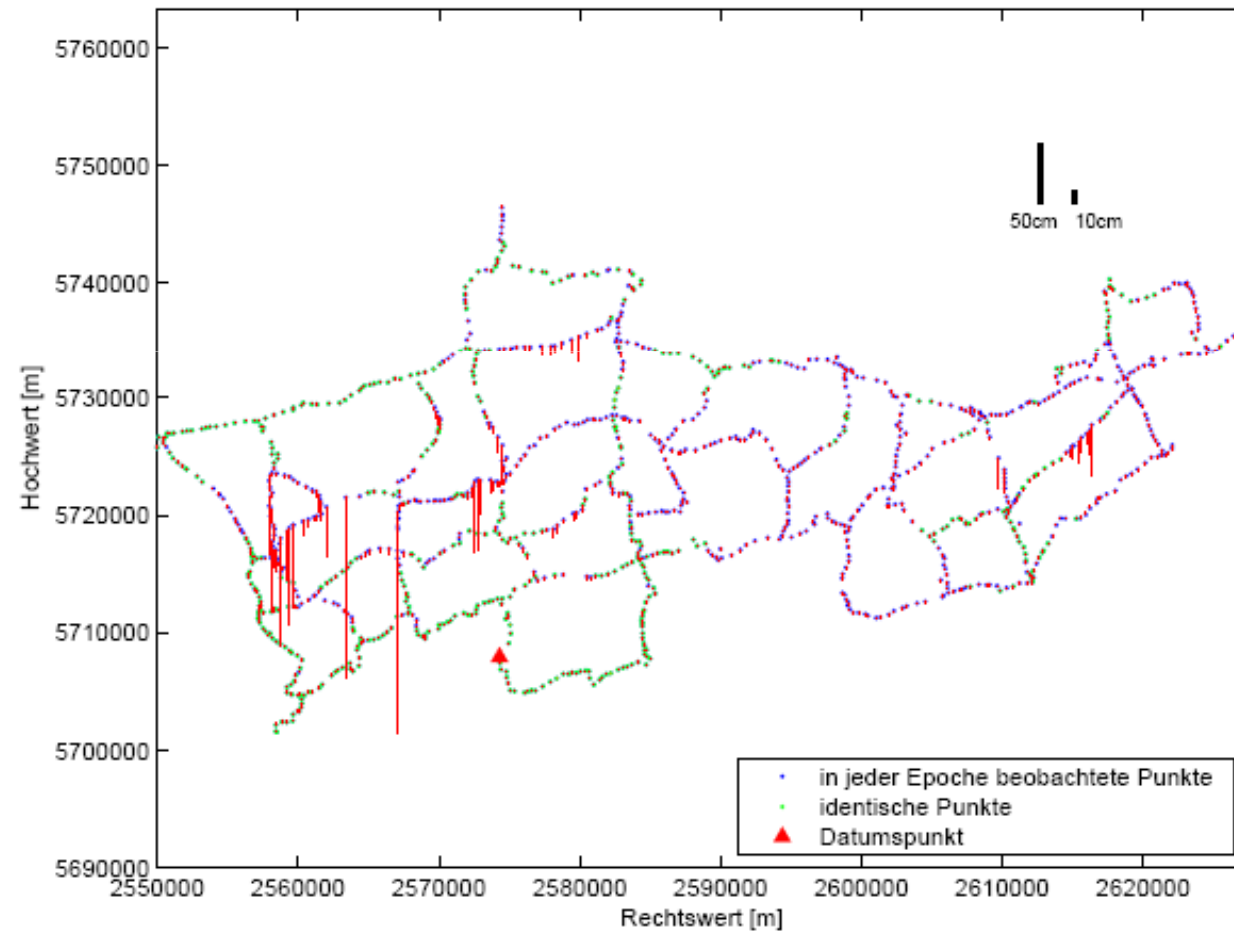 5760000
5750000
50cm 10cm
5740000
5730000
Hochwert [m]
5720000
5710000
5700000
in jeder Epoche beobachtete Punkte
identische Punkte
Datumspunkt
5690000
2550000 2560000 2570000 2580000 2590000 2600000 2610000 2620000
Rechtswert [m]